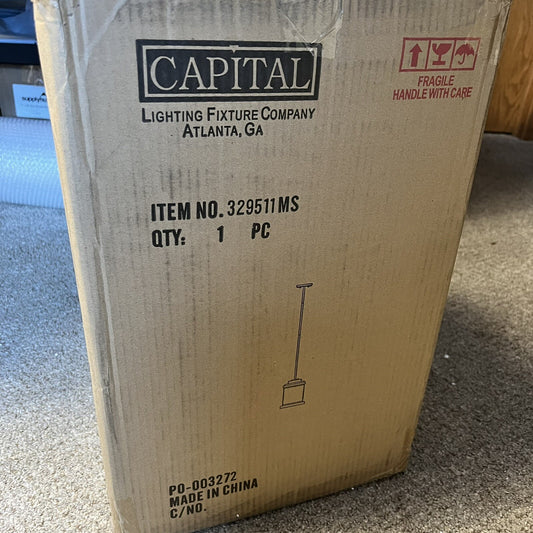 CAPITAL
LIGHTING FIXTURE COMPANY
ATLANTA, GA
FRAGILE
HANDLE WITH CARE
ITEM NO. 329511MS
QTY: 1 PC
PO-003272
MADE IN CHINA
C/NO.